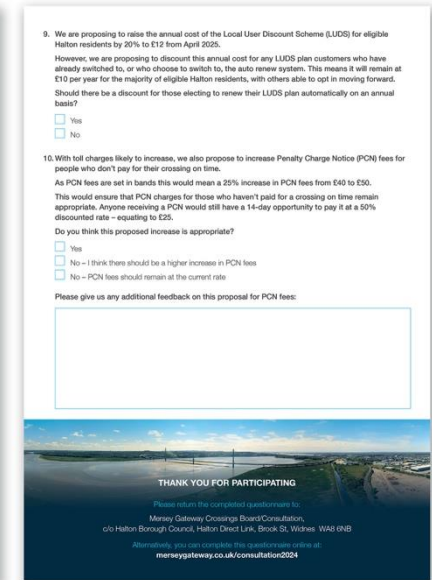 9. We are proposing to raise the annual cost of the Local User Discount Scheme (LUDS) for eligible
Halton residents by 20% to £12 from April 2025.
However, we are proposing to discount this annual cost for any LUDS plan customers who have
already switched to, or who choose to switch to, the auto renew system. This means it will remain at
£10 per year for the majority of eligible Halton residents, with others able to opt in moving forward.
Should there be a discount for those electing to renew their LUDS plan automatically on an annual
basis?
Yes
No
10. With toll charges likely to increase, we also propose to increase Penalty Charge Notice (PCN) fees for
people who don't pay for their crossing on time.
As PCN fees are set in bands this would mean a 25% increase in PCN fees from £40 to £50.
This would ensure that PCN charges for those who haven't paid for a crossing on time remain
appropriate. Anyone receiving a PCN would still have a 14-day opportunity to pay it at a 50%
discounted rate – equating to £25.
Do you think this proposed increase is appropriate?
Yes
No – I think there should be a higher increase in PCN fees
No – PCN fees should remain at the current rate
Please give us any additional feedback on this proposal for PCN fees:
THANK YOU FOR PARTICIPATING
Please return the completed questionnaire to:
Mersey Gateway Crossings Board/Consultation,
c/o Halton Borough Council, Halton Direct Link, Brook St, Widnes WA8 6NB
Alternatively, you can complete this questionnaire online at:
merseygateway.co.uk/consultation2024